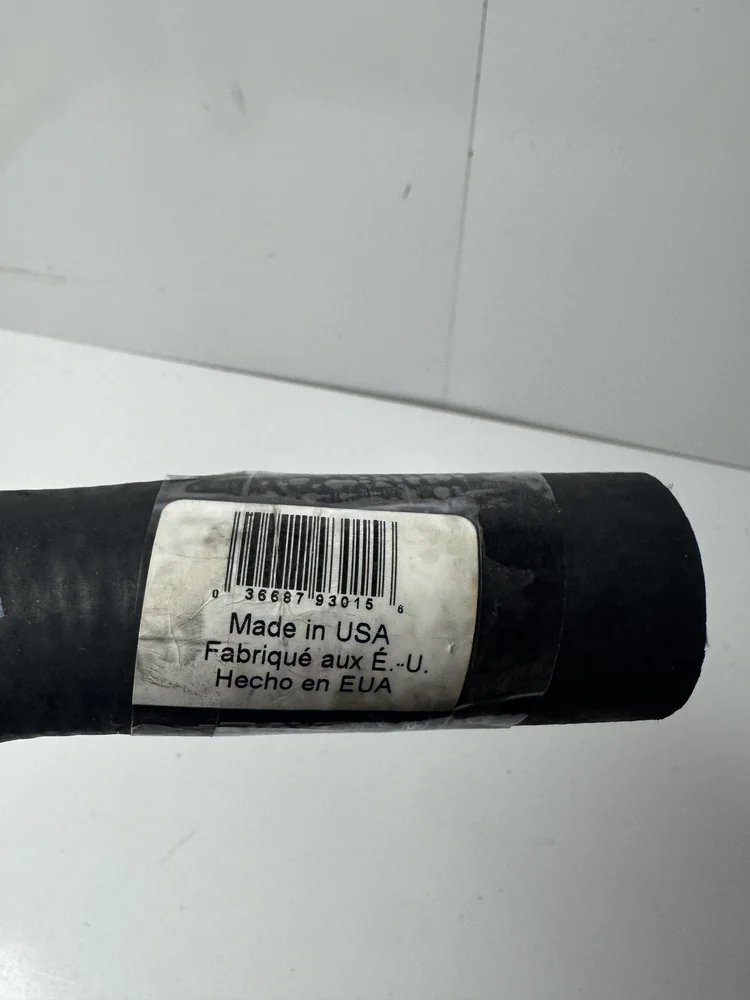 0 36687 93015 6
Made in USA
Fabriqué aux É.-U.
Hecho en EUA